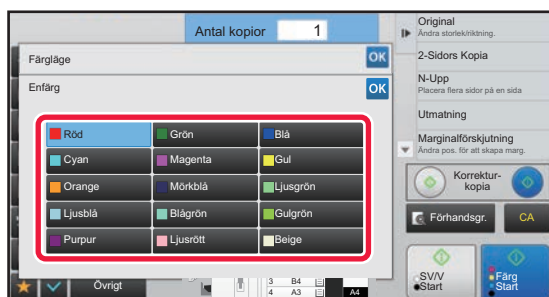 Antal kopior 1
Färgläge OK
Enfärg OK
Röd Grön Blå
Cyan Magenta Gul
Orange Mörkblå Ljusgrön
Ljusblå Blågrön Gulgrön
Purpur Ljusrött Beige
Övrigt
3 B4
4 A3
A4
Original
Ändra storlek/riktning.
2-Sidors Kopia
N-Upp
Placera flera sidor på en sida
Utmatning
Marginalförskjutning
Ändra pos. för att skapa marg.
Korrektur-
kopia
Förhandsgr. CA
SV/V
Start
Färg
Start